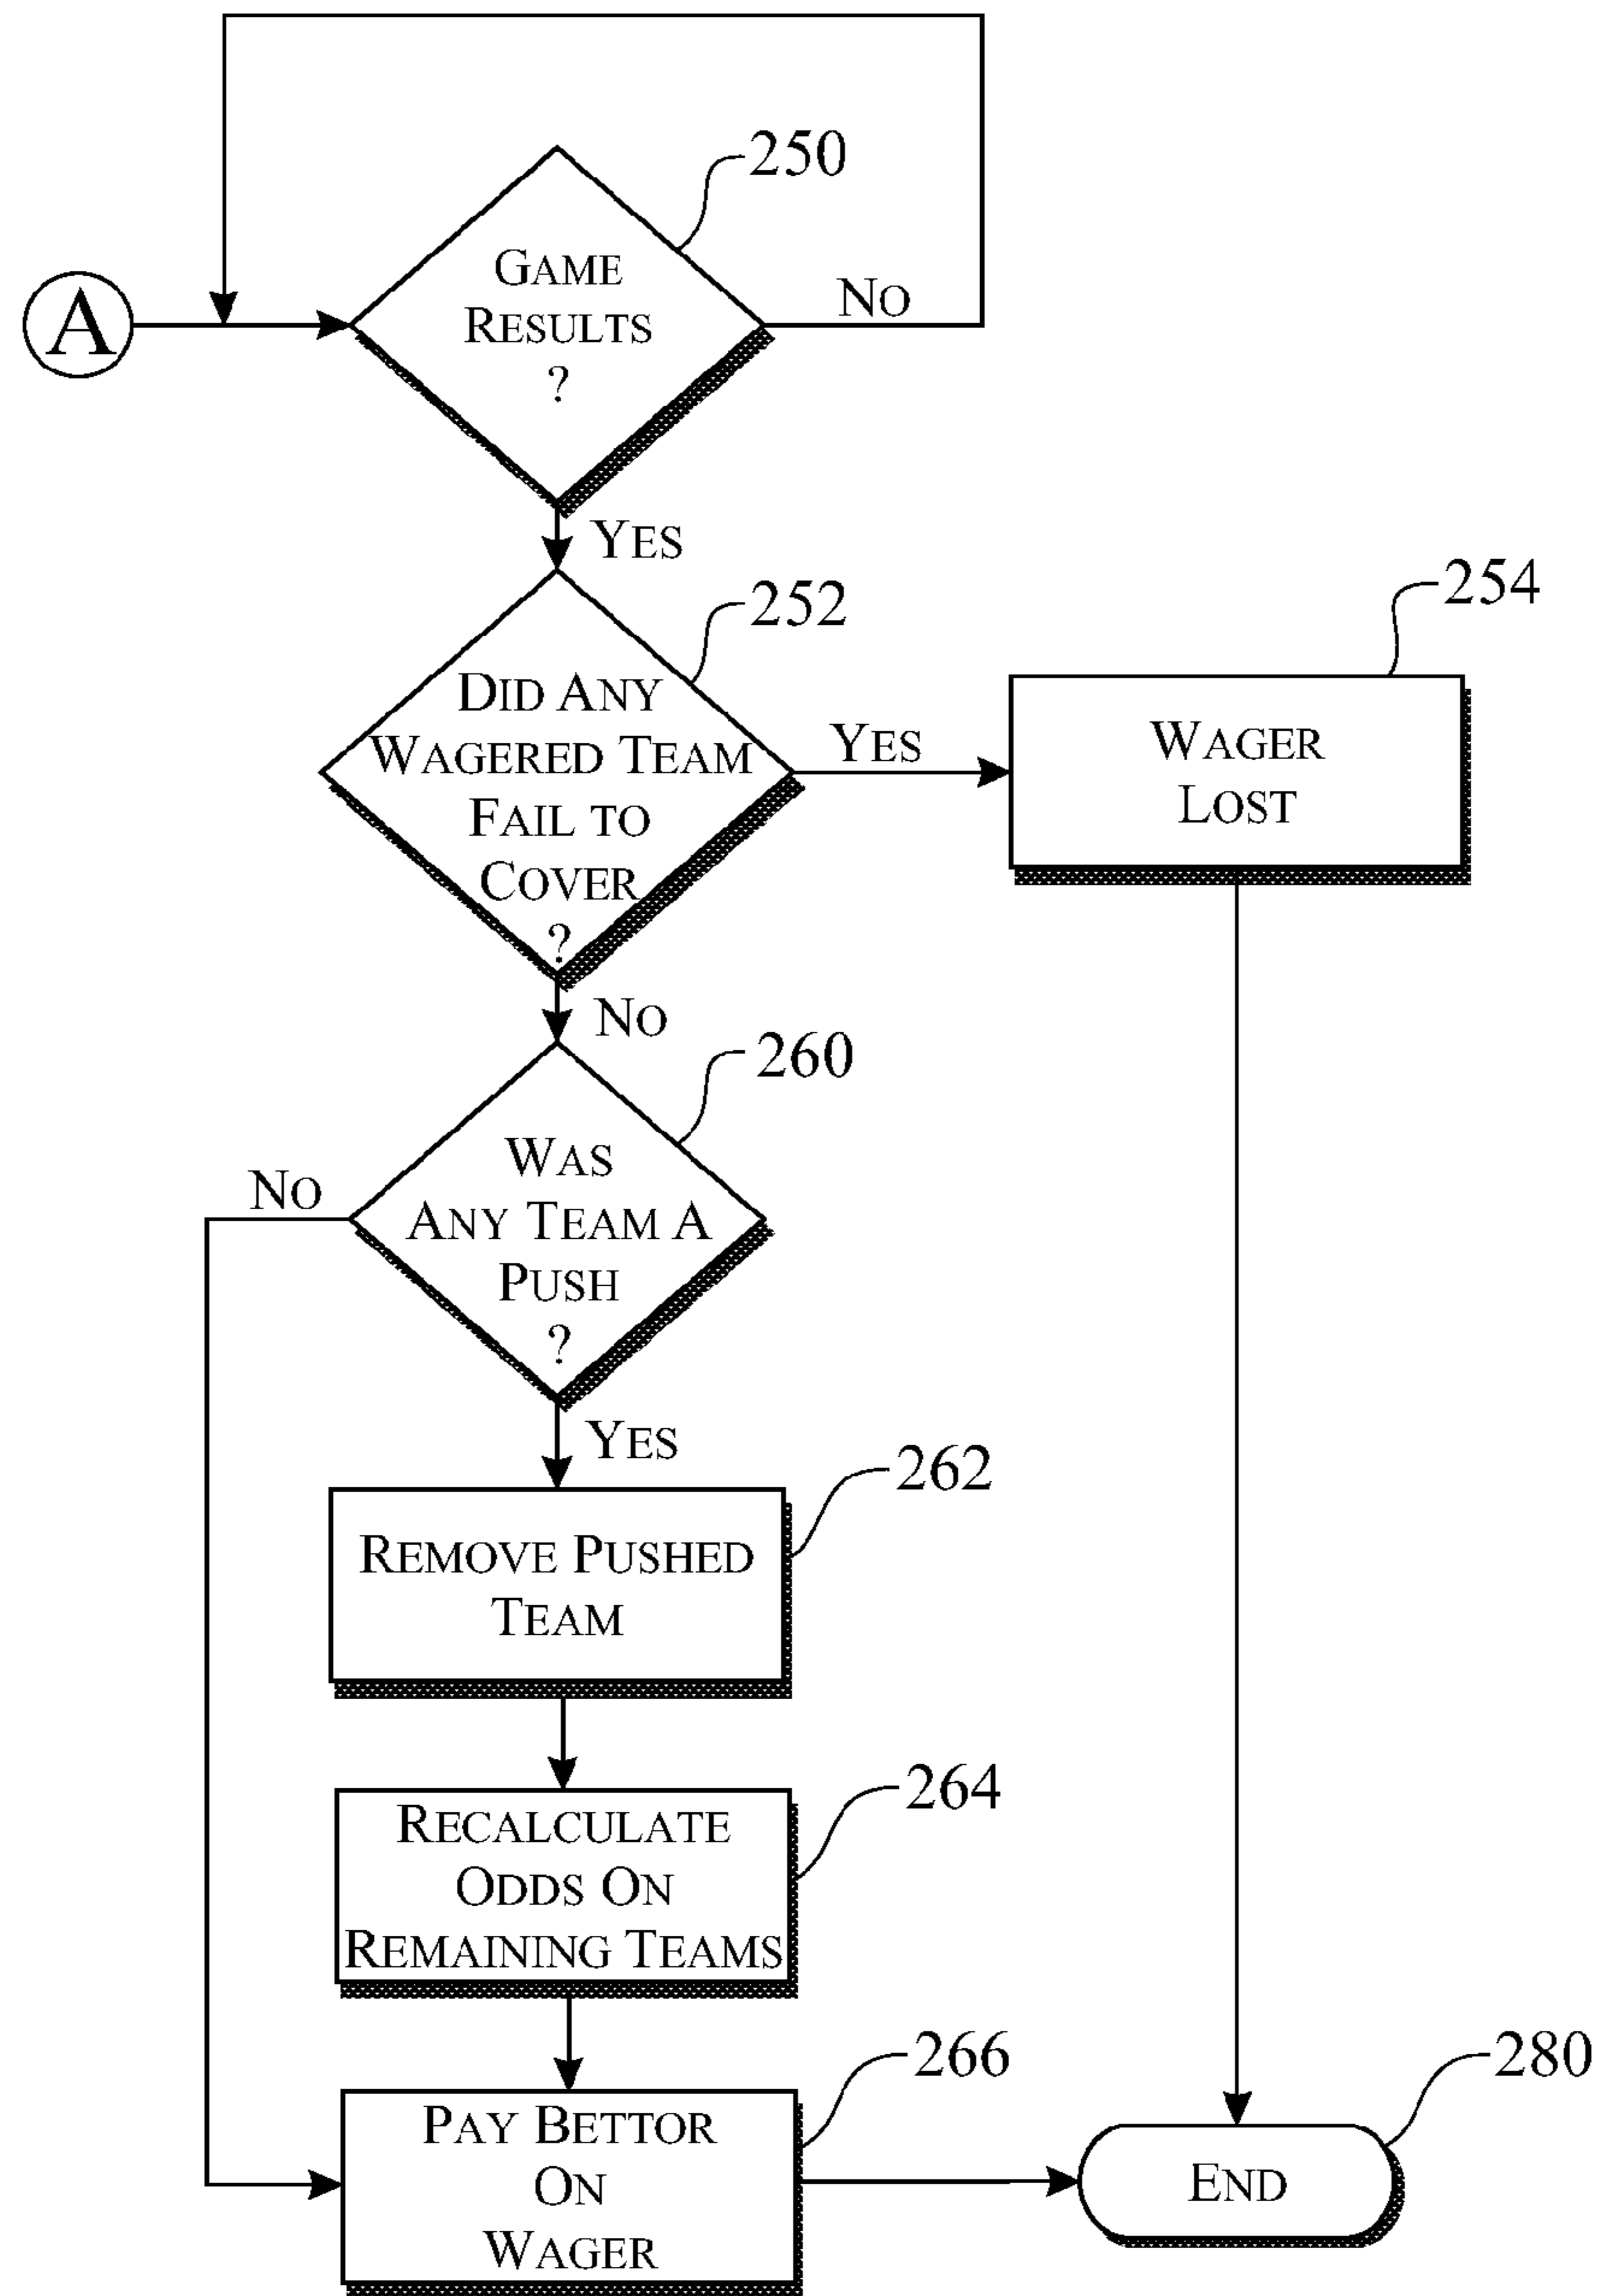 250
GAME
RESULTS
?
NO
A
YES
252
254
DID ANY
WAGERED TEAM
FAIL TO
COVER
?
YES
WAGER
LOST
NO
260
WAS
ANY TEAM A
PUSH
?
NO
YES
262
REMOVE PUSHED
TEAM
264
RECALCULATE
ODDS ON
REMAINING TEAMS
266
280
PAY BETTOR
ON
WAGER
END